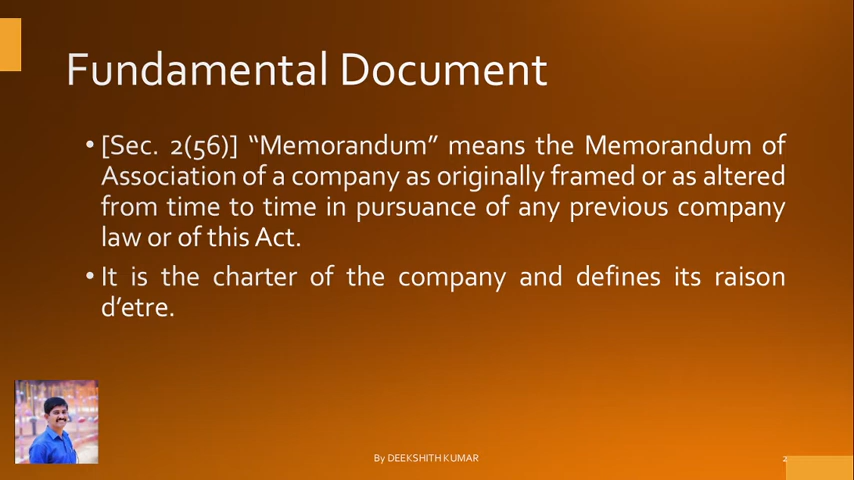 Fundamental Document
• [Sec. 2(56)] “Memorandum” means the Memorandum of
Association of a company as originally framed or as altered
from time to time in pursuance of any previous company
law or of this Act.
• It is the charter of the company and defines its raison
d’etre.
By DEEKSHITH KUMAR
2